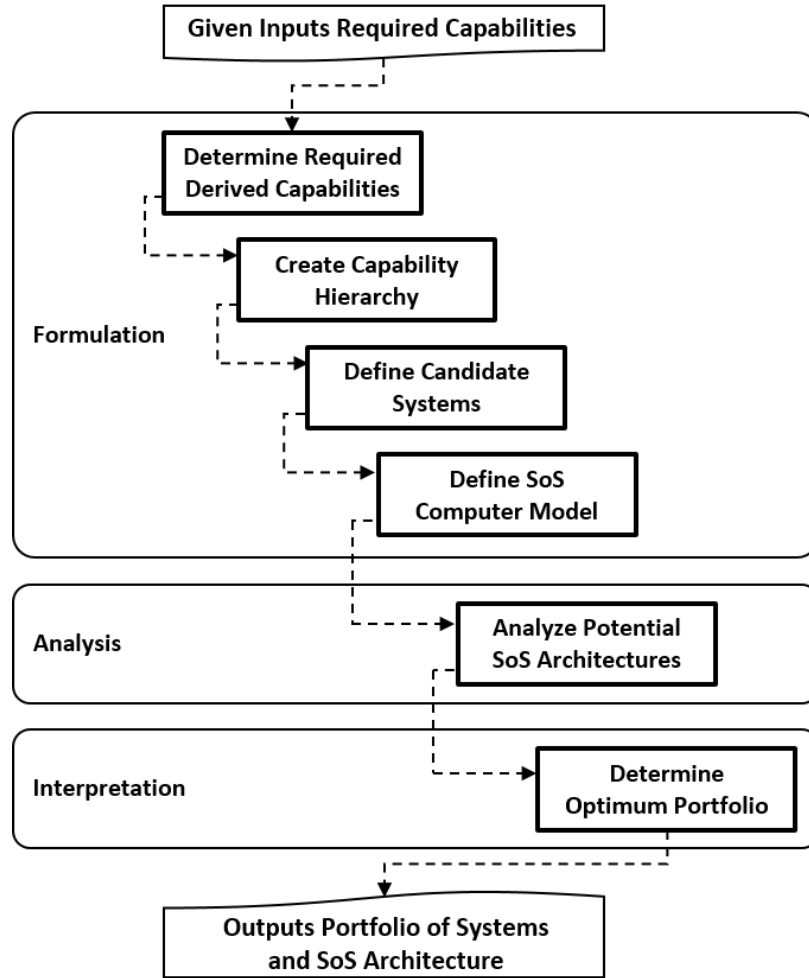 Given Inputs Required Capabilities
Determine Required
Derived Capabilities
Create Capability
Hierarchy
Formulation
Define Candidate
Systems
Define SoS
Computer Model
Analysis
Analyze Potential
SoS Architectures
Interpretation
Determine
Optimum Portfolio
Outputs Portfolio of Systems
and SoS Architecture